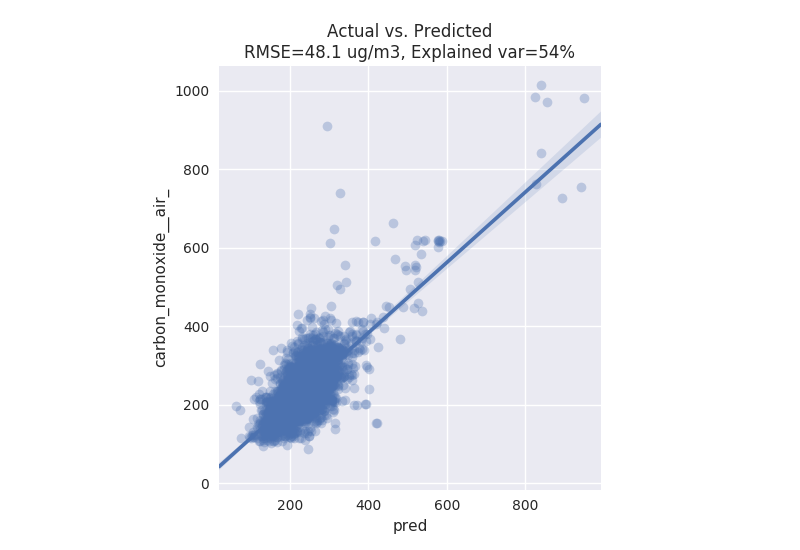 Actual vs. Predicted
RMSE=48.1 ug/m3, Explained var=54%
1000
800
600
400
200
0
carbon_monoxide__air_
200 400 600 800
pred